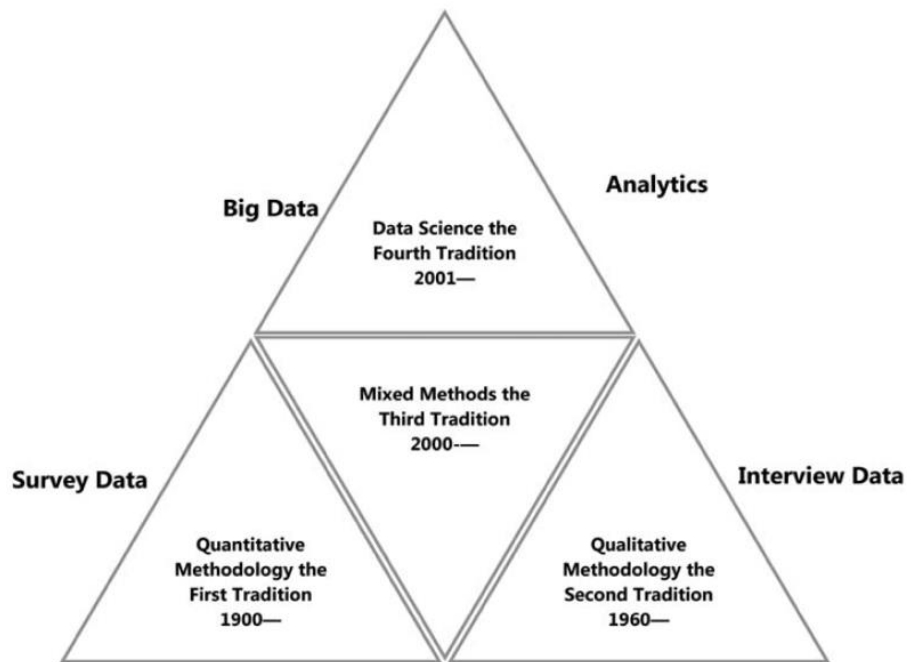 Analytics
Big Data
Data Science the
Fourth Tradition
2001—
Mixed Methods the
Third Tradition
2000-—
Survey Data
Interview Data
Quantitative
Methodology the
First Tradition
1900—
Qualitative
Methodology the
Second Tradition
1960—